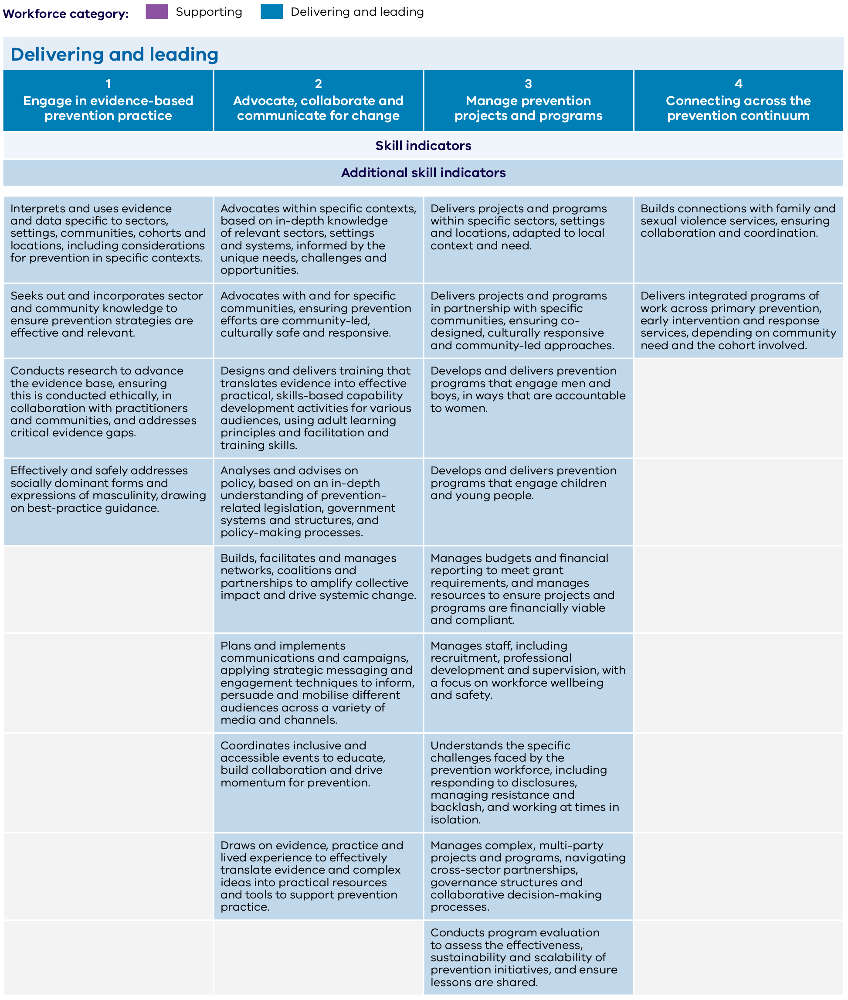 Workforce category: Supporting Delivering and leading
Delivering and leading
1
Engage in evidence-based
prevention practice
2
Advocate, collaborate and
communicate for change
3
Manage prevention
projects and programs
4
Connecting across the
prevention continuum
Skill indicators
Additional skill indicators
Interprets and uses evidence
and data specific to sectors,
settings, communities, cohorts and
locations, including considerations
for prevention in specific contexts.
Advocates within specific contexts,
based on in-depth knowledge
of relevant sectors, settings
and systems, informed by the
unique needs, challenges and
opportunities.
Delivers projects and programs
within specific sectors, settings
and locations, adapted to local
context and need.
Builds connections with family and
sexual violence services, ensuring
collaboration and coordination.
Seeks out and incorporates sector
and community knowledge to
ensure prevention strategies are
effective and relevant.
Advocates with and for specific
communities, ensuring prevention
efforts are community-led,
culturally safe and responsive.
Delivers projects and programs
in partnership with specific
communities, ensuring co-
designed, culturally responsive
and community-led approaches.
Delivers integrated programs of
work across primary prevention,
early intervention and response
services, depending on community
need and the cohort involved.
Conducts research to advance
the evidence base, ensuring
this is conducted ethically, in
collaboration with practitioners
and communities, and addresses
critical evidence gaps.
Designs and delivers training that
translates evidence into effective
practical, skills-based capability
development activities for various
audiences, using adult learning
principles and facilitation and
training skills.
Develops and delivers prevention
programs that engage men and
boys, in ways that are accountable
to women.
Effectively and safely addresses
socially dominant forms and
expressions of masculinity, drawing
on best-practice guidance.
Analyses and advises on
policy, based on an in-depth
understanding of prevention-
related legislation, government
systems and structures, and
policy-making processes.
Develops and delivers prevention
programs that engage children
and young people.
Builds, facilitates and manages
networks, coalitions and
partnerships to amplify collective
impact and drive systemic change.
Manages budgets and financial
reporting to meet grant
requirements, and manages
resources to ensure projects and
programs are financially viable
and compliant.
Plans and implements
communications and campaigns,
applying strategic messaging and
engagement techniques to inform,
persuade and mobilise different
audiences across a variety of
media and channels.
Manages staff, including
recruitment, professional
development and supervision, with
a focus on workforce wellbeing
and safety.
Coordinates inclusive and
accessible events to educate,
build collaboration and drive
momentum for prevention.
Understands the specific
challenges faced by the
prevention workforce, including
responding to disclosures,
managing resistance and
backlash, and working at times in
isolation.
Draws on evidence, practice and
lived experience to effectively
translate evidence and complex
ideas into practical resources
and tools to support prevention
practice.
Manages complex, multi-party
projects and programs, navigating
cross-sector partnerships,
governance structures and
collaborative decision-making
processes.
Conducts program evaluation
to assess the effectiveness,
sustainability and scalability of
prevention initiatives, and ensure
lessons are shared.